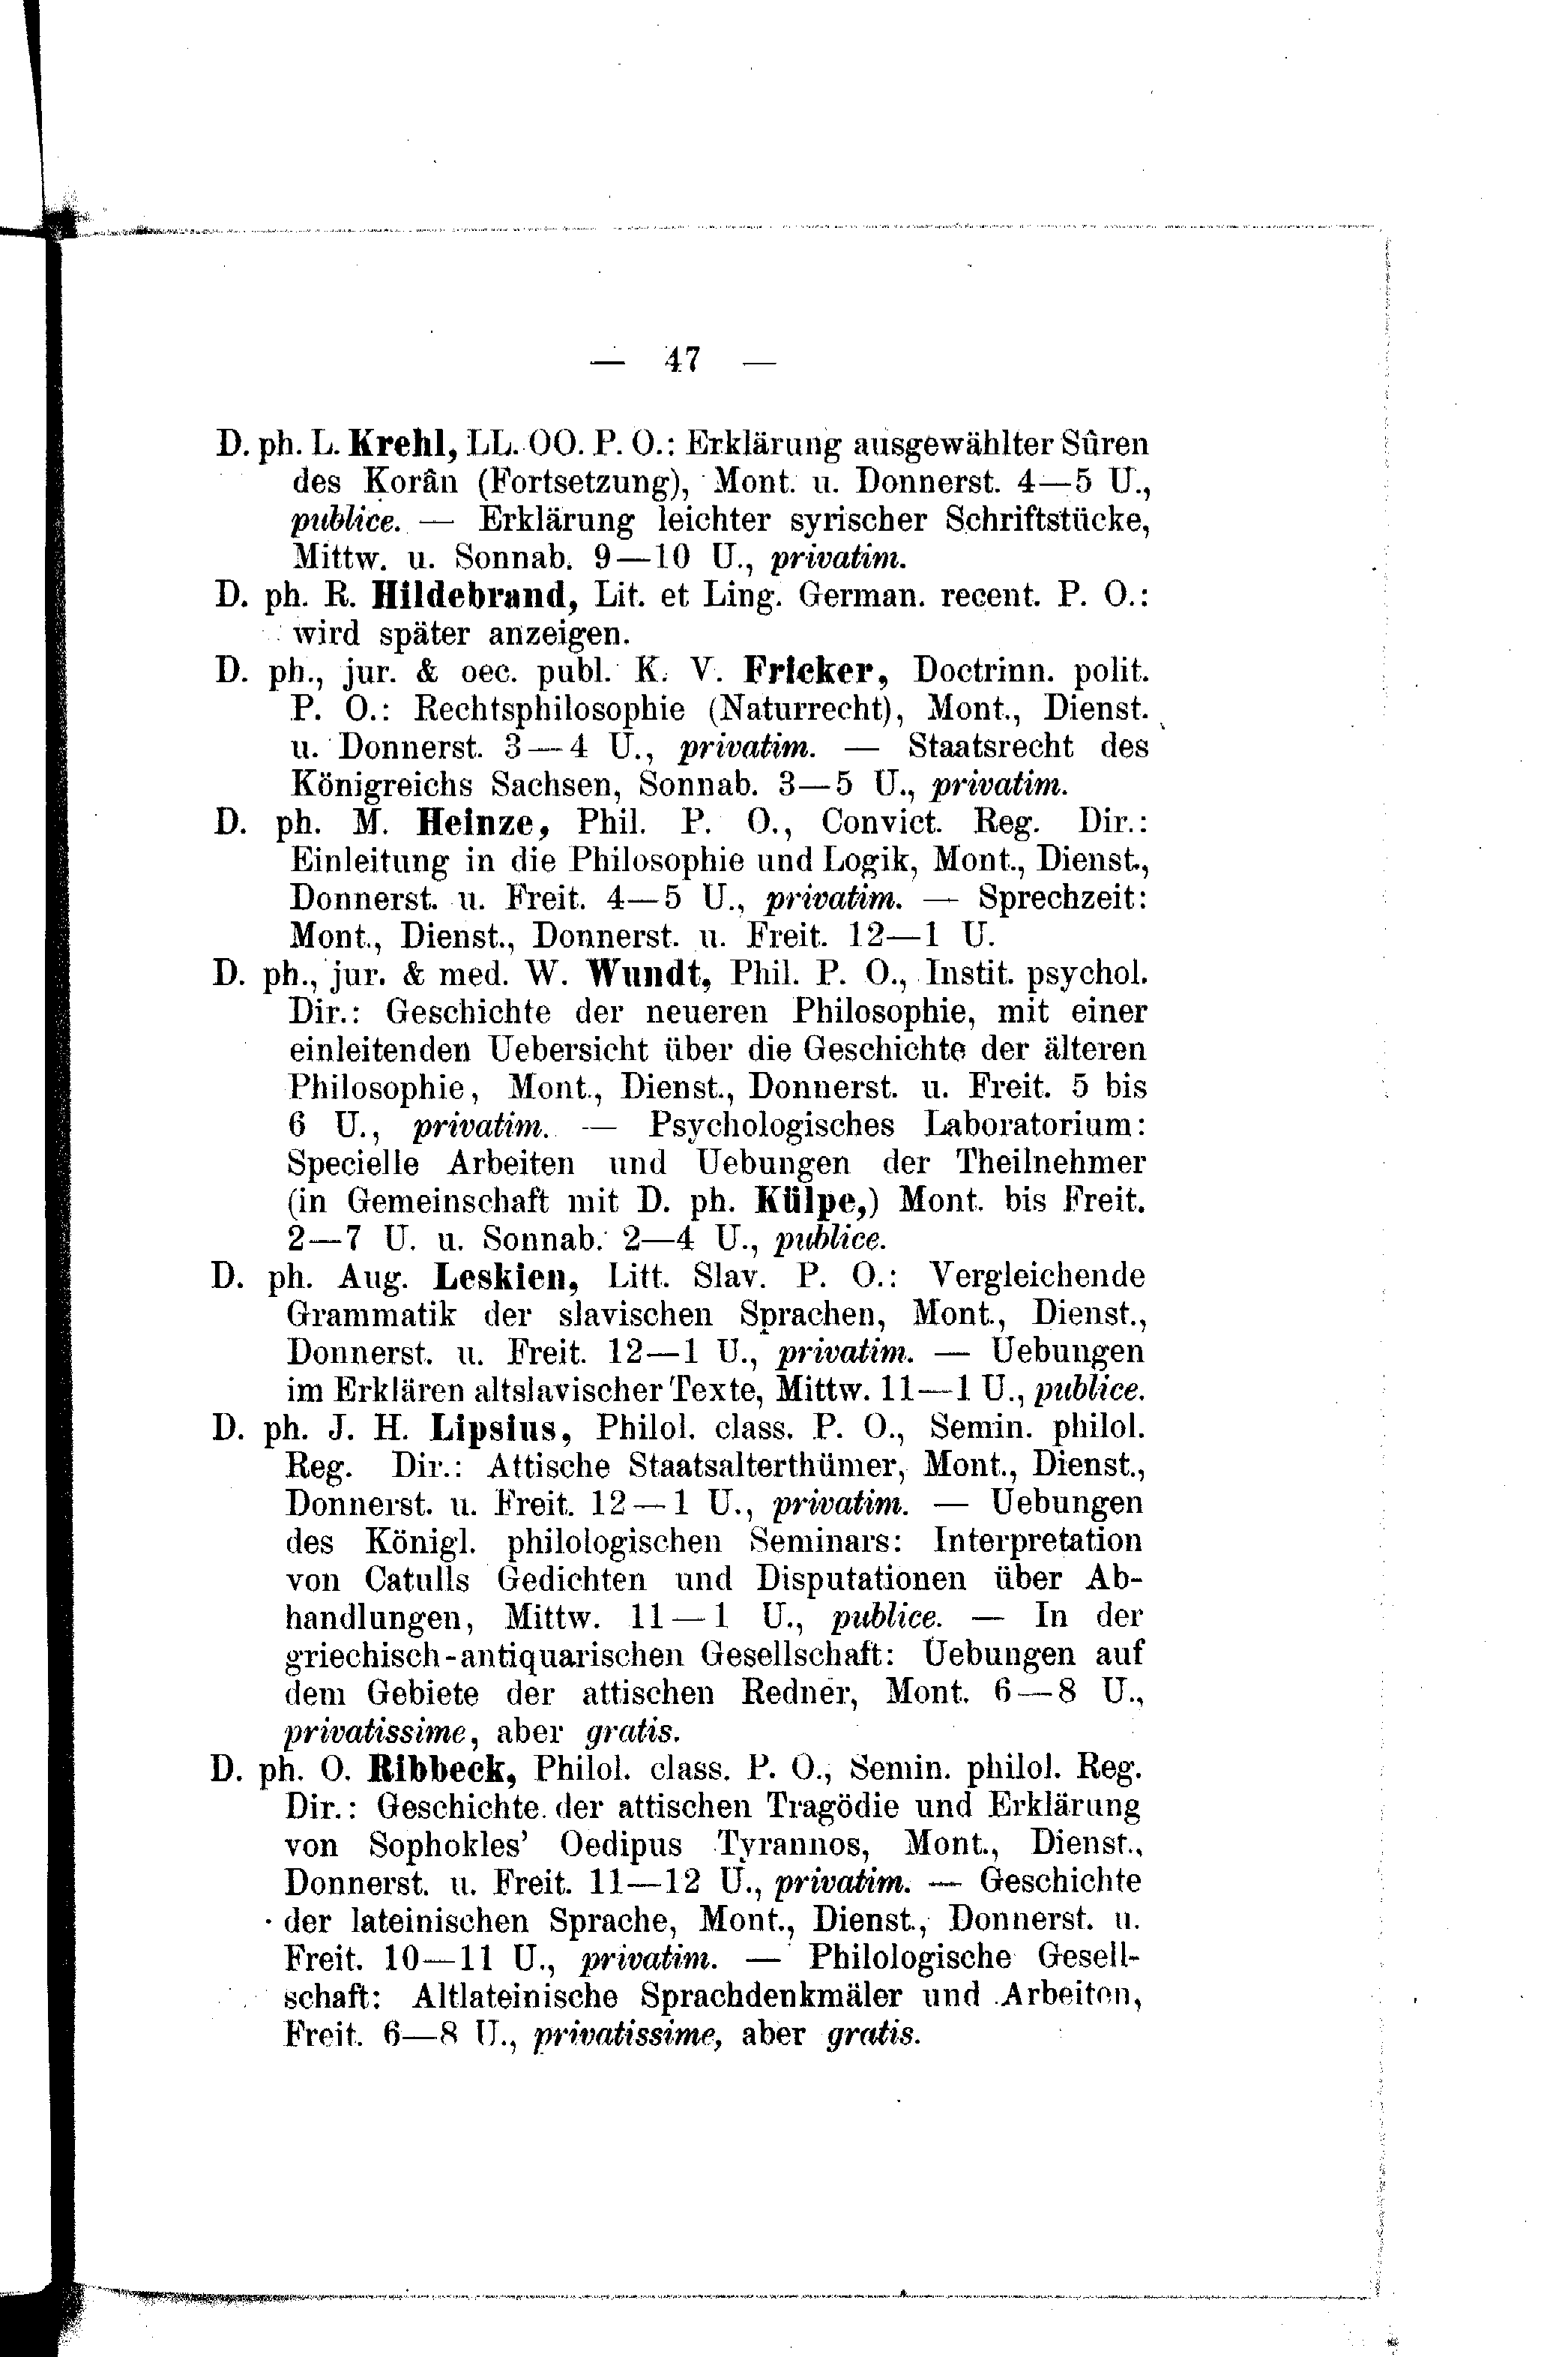 — 47 —
D. ph. L. Krehl, LL. OO. P. O.: Erklärung ausgewählter Sûren
des Korân (Fortsetzung), Mont. u. Donnerst. 4—5 U.,
publice. — Erklärung leichter syrischer Schriftstücke,
Mittw. u. Sonnab. 9—10 U., privatim.
D. ph. R. Hildebrand, Lit. et Ling. German. recent. P. O.:
wird später anzeigen.
D. ph., jur. & oec. publ. K. V. Fricker, Doctrinn. polit.
P. O.: Rechtsphilosophie (Naturrecht), Mont., Dienst.
u. Donnerst. 3—4 U., privatim. — Staatsrecht des
Königreichs Sachsen, Sonnab. 3—5 U., privatim.
D. ph. M. Heinze, Phil. P. O., Convict. Reg. Dir.:
Einleitung in die Philosophie und Logik, Mont., Dienst.,
Donnerst. u. Freit. 4—5 U., privatim. — Sprechzeit:
Mont., Dienst., Donnerst. u. Freit. 12—1 U.
D. ph., jur. & med. W. Wundt, Phil. P. O., Instit. psychol.
Dir.: Geschichte der neueren Philosophie, mit einer
einleitenden Uebersicht über die Geschichte der älteren
Philosophie, Mont., Dienst., Donnerst. u. Freit. 5 bis
6 U., privatim. — Psychologisches Laboratorium:
Specielle Arbeiten und Uebungen der Theilnehmer
(in Gemeinschaft mit D. ph. Külpe,) Mont. bis Freit.
2—7 U. u. Sonnab. 2—4 U., publice.
D. ph. Aug. Leskien, Litt. Slav. P. O.: Vergleichende
Grammatik der slavischen Sprachen, Mont., Dienst.,
Donnerst. u. Freit. 12—1 U., privatim. — Uebungen
im Erklären altslavischer Texte, Mittw. 11—1 U., publice.
D. ph. J. H. Lipsius, Philol. class. P. O., Semin. philol.
Reg. Dir.: Attische Staatsalterthümer, Mont., Dienst.,
Donnerst. u. Freit. 12—1 U., privatim. — Uebungen
des Königl. philologischen Seminars: Interpretation
von Catulls Gedichten und Disputationen über Ab-
handlungen, Mittw. 11—1 U., publice. — In der
griechisch-antiquarischen Gesellschaft: Uebungen auf
dem Gebiete der attischen Redner, Mont. 6—8 U.,
privatissime, aber gratis.
D. ph. O. Ribbeck, Philol. class. P. O., Semin. philol. Reg.
Dir.: Geschichte der attischen Tragödie und Erklärung
von Sophokles' Oedipus Tyrannos, Mont., Dienst.,
Donnerst. u. Freit. 11—12 U., privatim. — Geschichte
der lateinischen Sprache, Mont., Dienst., Donnerst. u.
Freit. 10—11 U., privatim. — Philologische Gesell-
schaft: Altlateinische Sprachdenkmäler und Arbeiten,
Freit. 6—8 U., privatissime, aber gratis.